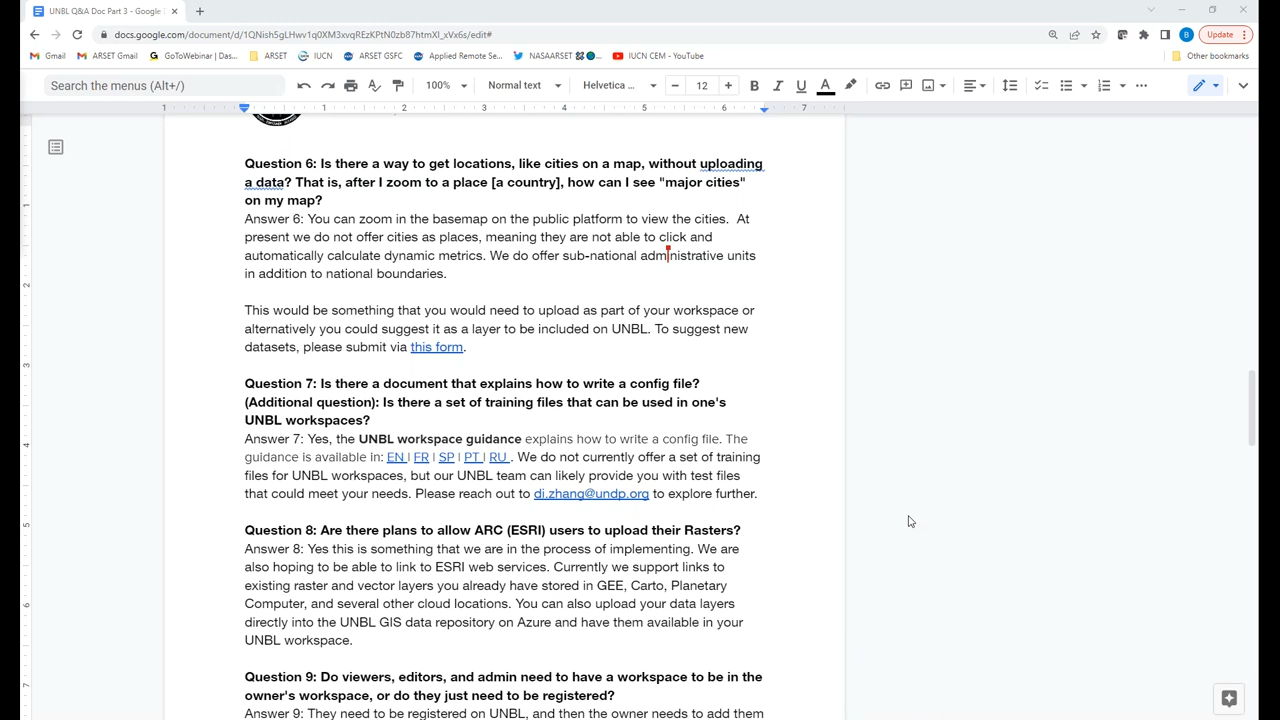 UNBL Q&A Doc Part 3 - Google
docs.google.com/document/d/1QNish5gLHwv1q0XM3xvqREzKPtN0zb87htmXI_xVx6s/edit#
Update
Gmail
ARSET Gmail
GoToWebinar | Das...
ARSET
IUCN
ARSET GSFC
Applied Remote Se...
NASAARSET
IUCN CEM - YouTube
Other bookmarks
Search the menus (Alt+/)
100%
Normal text
Helvetica ...
12
B I U A
1 1 2 3 4 5 6 7
Question 6: Is there a way to get locations, like cities on a map, without uploading
a data? That is, after I zoom to a place [a country], how can I see "major cities"
on my map?
Answer 6: You can zoom in the basemap on the public platform to view the cities. At
present we do not offer cities as places, meaning they are not able to click and
automatically calculate dynamic metrics. We do offer sub-national administrative units
in addition to national boundaries.
This would be something that you would need to upload as part of your workspace or
alternatively you could suggest it as a layer to be included on UNBL. To suggest new
datasets, please submit via this form.
Question 7: Is there a document that explains how to write a config file?
(Additional question): Is there a set of training files that can be used in one's
UNBL workspaces?
Answer 7: Yes, the UNBL workspace guidance explains how to write a config file. The
guidance is available in: EN | FR | SP | PT | RU . We do not currently offer a set of training
files for UNBL workspaces, but our UNBL team can likely provide you with test files
that could meet your needs. Please reach out to di.zhang@undp.org to explore further.
Question 8: Are there plans to allow ARC (ESRI) users to upload their Rasters?
Answer 8: Yes this is something that we are in the process of implementing. We are
also hoping to be able to link to ESRI web services. Currently we support links to
existing raster and vector layers you already have stored in GEE, Carto, Planetary
Computer, and several other cloud locations. You can also upload your data layers
directly into the UNBL GIS data repository on Azure and have them available in your
UNBL workspace.
Question 9: Do viewers, editors, and admin need to have a workspace to be in the
owner's workspace, or do they just need to be registered?
Answer 9: They need to be registered on UNBL, and then the owner needs to add them